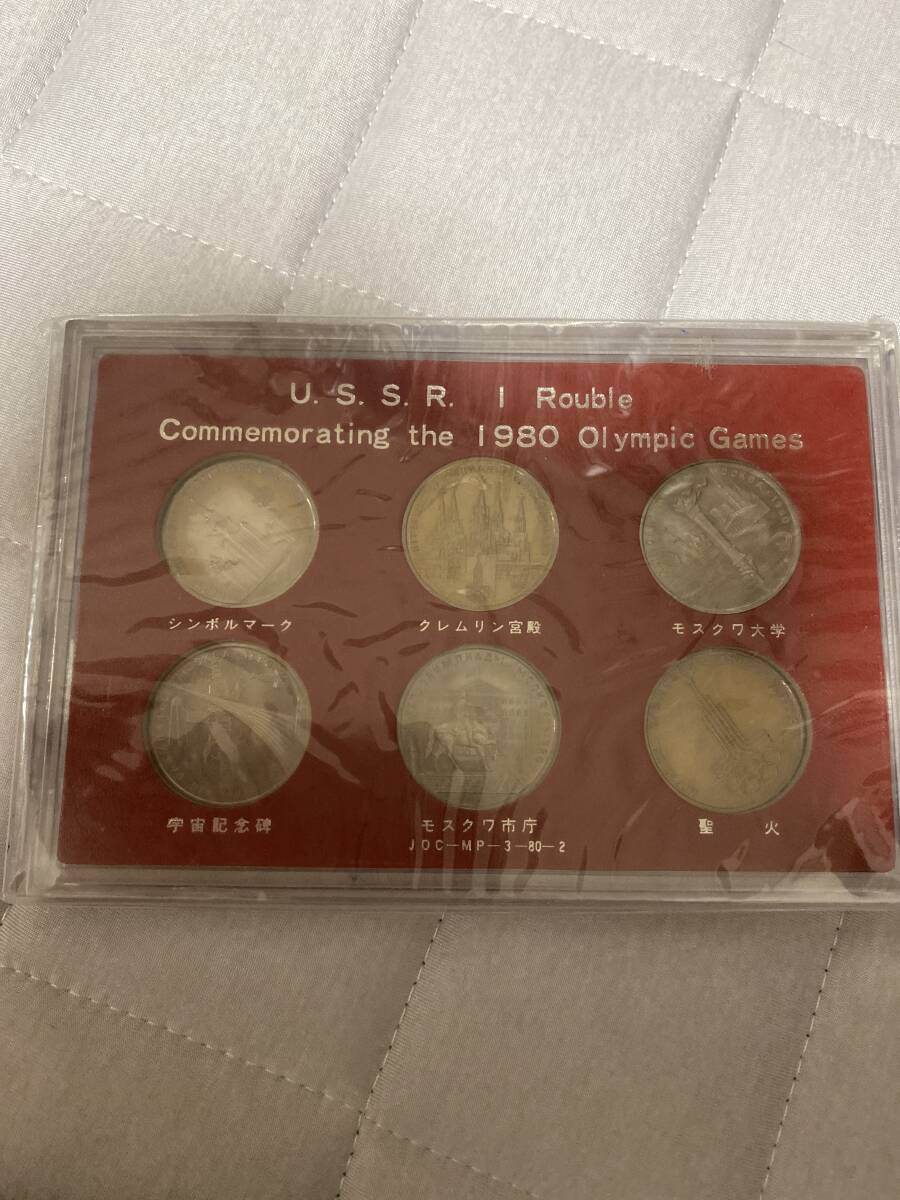 U. S. S. R. 1 Rouble
Commemorating the 1980 Olympic Games
シンボルマーク クレムリン宮殿 モスクワ大学
宇宙記念碑 モスクワ市庁 聖火
JOC-MP-3-80-2